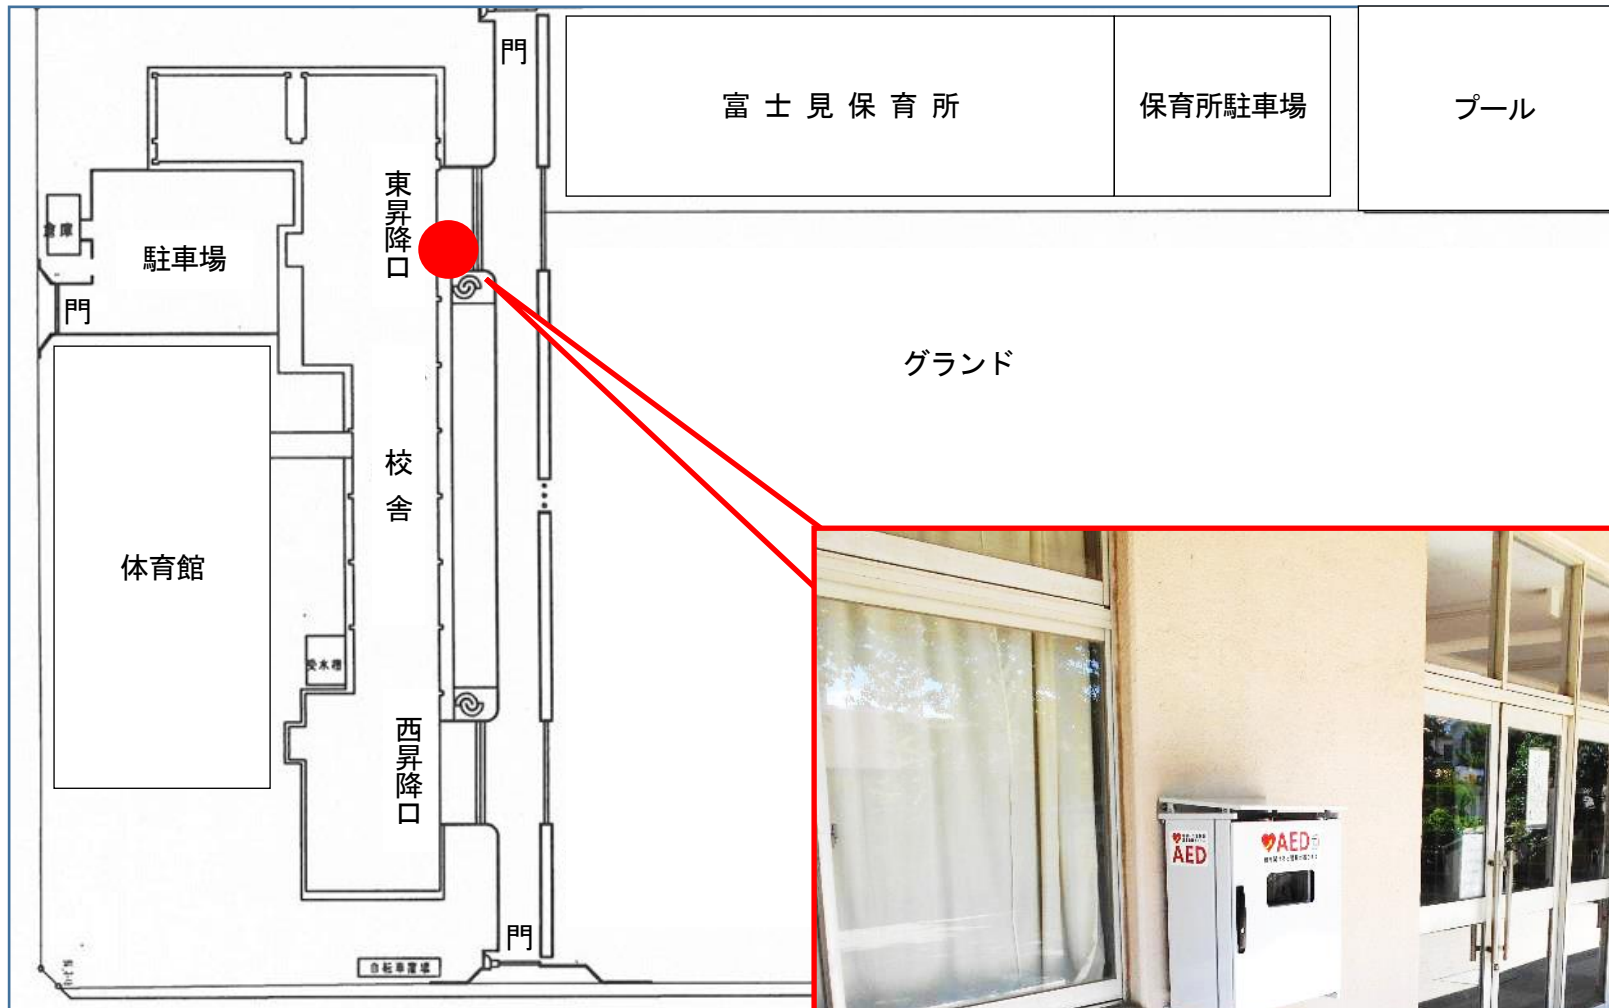 門
富士見保育所
保育所駐車場
プール
東昇降口
倉庫
駐車場
門
グランド
校舎
体育館
受水槽
西昇降口
門
自転車置場
AED
AED